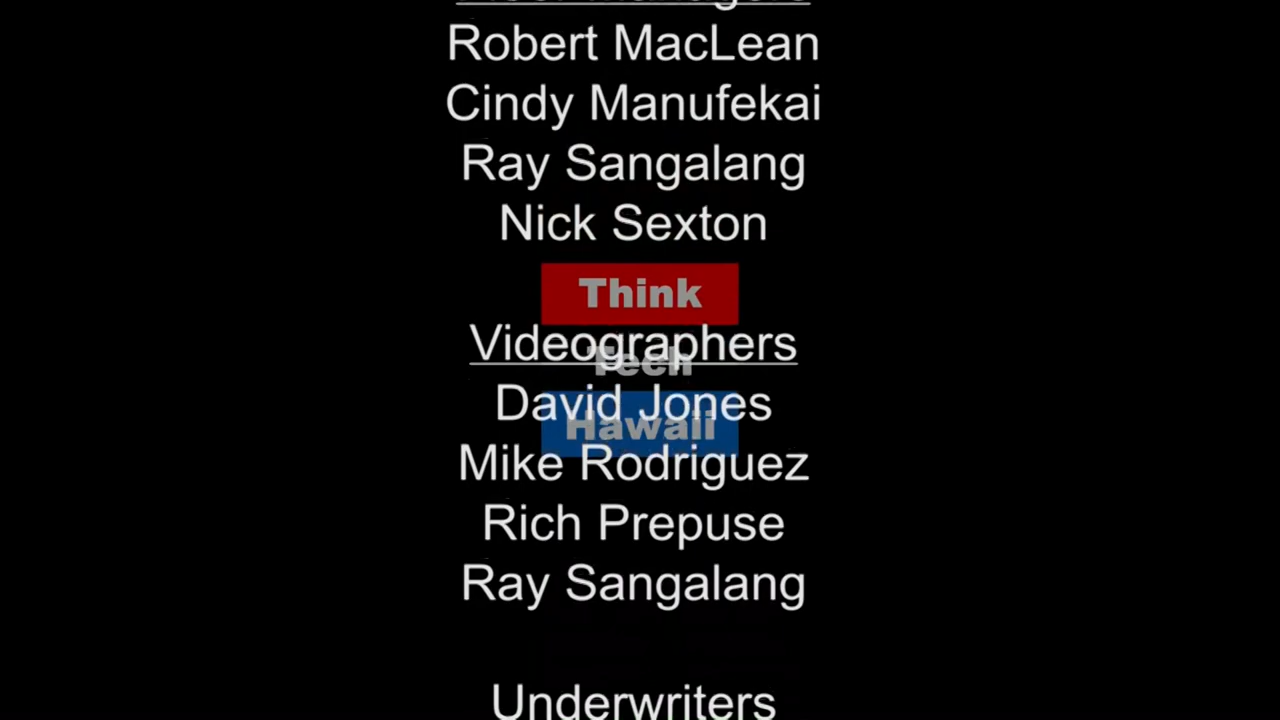 Robert MacLean
Cindy Manufekai
Ray Sangalang
Nick Sexton
Think
Videographers
Tech
David Jones
Hawaii
Mike Rodriguez
Rich Prepuse
Ray Sangalang
Underwriters